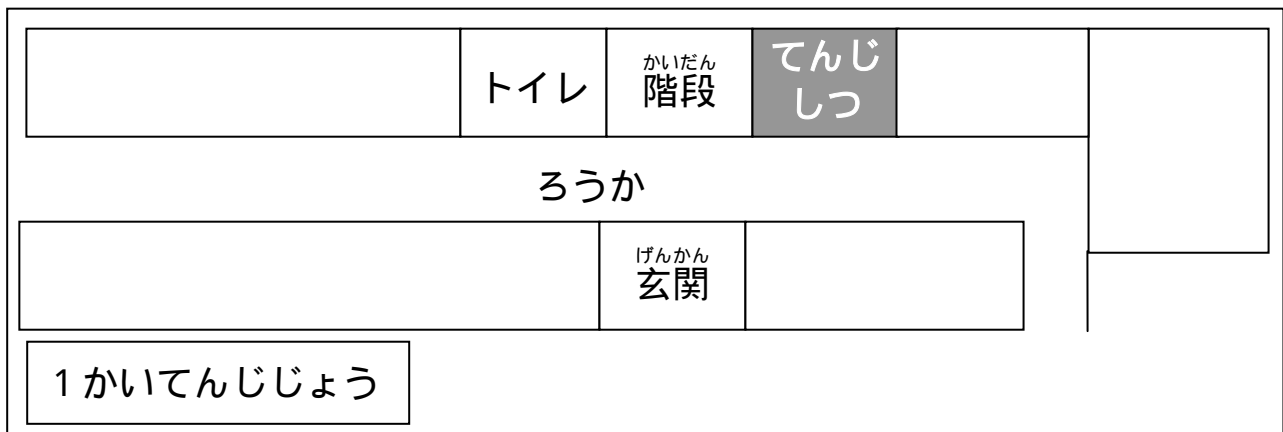 トイレ
かいだん
階段
てんじ
しつ
ろうか
げんかん
玄関
1かいてんじじょう